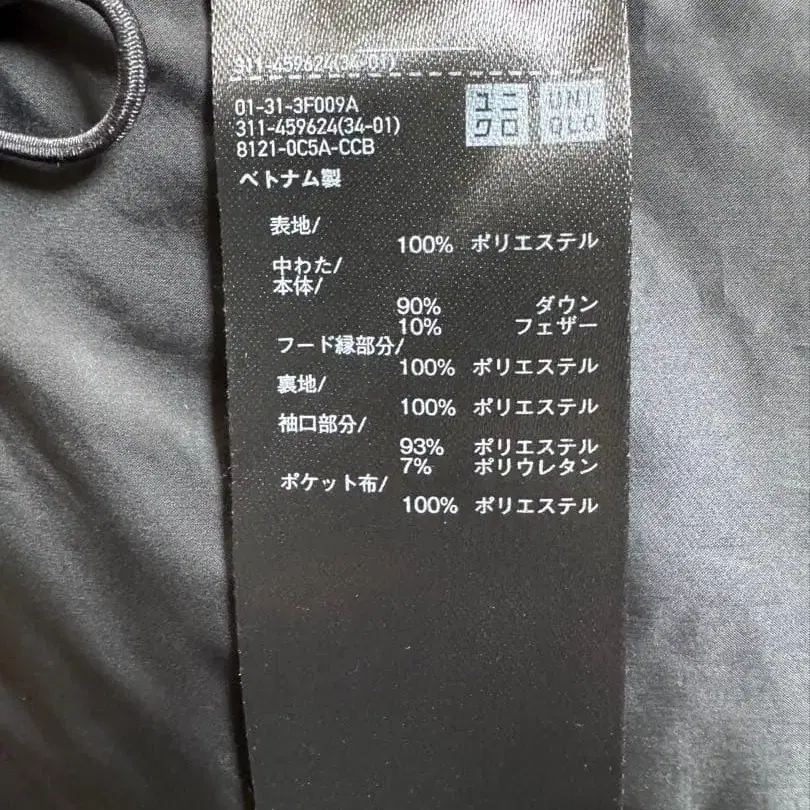 311-459624(34-01)
01-31-3F009A
311-459624(34-01)
8121-0C5A-CCB
ユニ
クロ
UNI
QLO
ベトナム製
表地/
100% ポリエステル
中わた/
本体/
90% ダウン
10% フェザー
フード縁部分/
100% ポリエステル
裏地/
100% ポリエステル
袖口部分/
93% ポリエステル
7% ポリウレタン
ポケット布/
100% ポリエステル